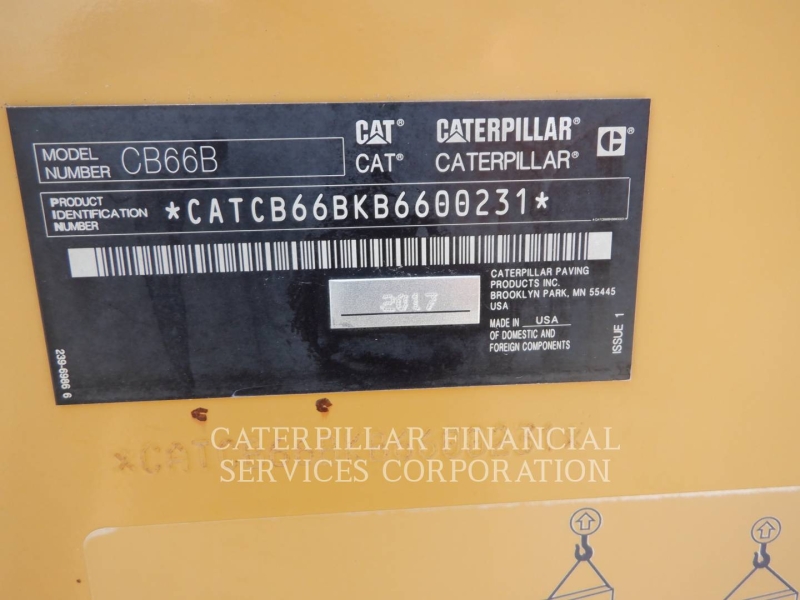 CAT® CATERPILLAR®
MODEL NUMBER CB66B
CAT® CATERPILLAR®
PRODUCT IDENTIFICATION NUMBER *CATCB66BKB6600231*
CATERPILLAR PAVING
PRODUCTS INC.
BROOKLYN PARK, MN 55445
USA
2017
MADE IN USA
OF DOMESTIC AND
FOREIGN COMPONENTS
ISSUE 1
239-6986 6
CATERPILLAR FINANCIAL
SERVICES CORPORATION